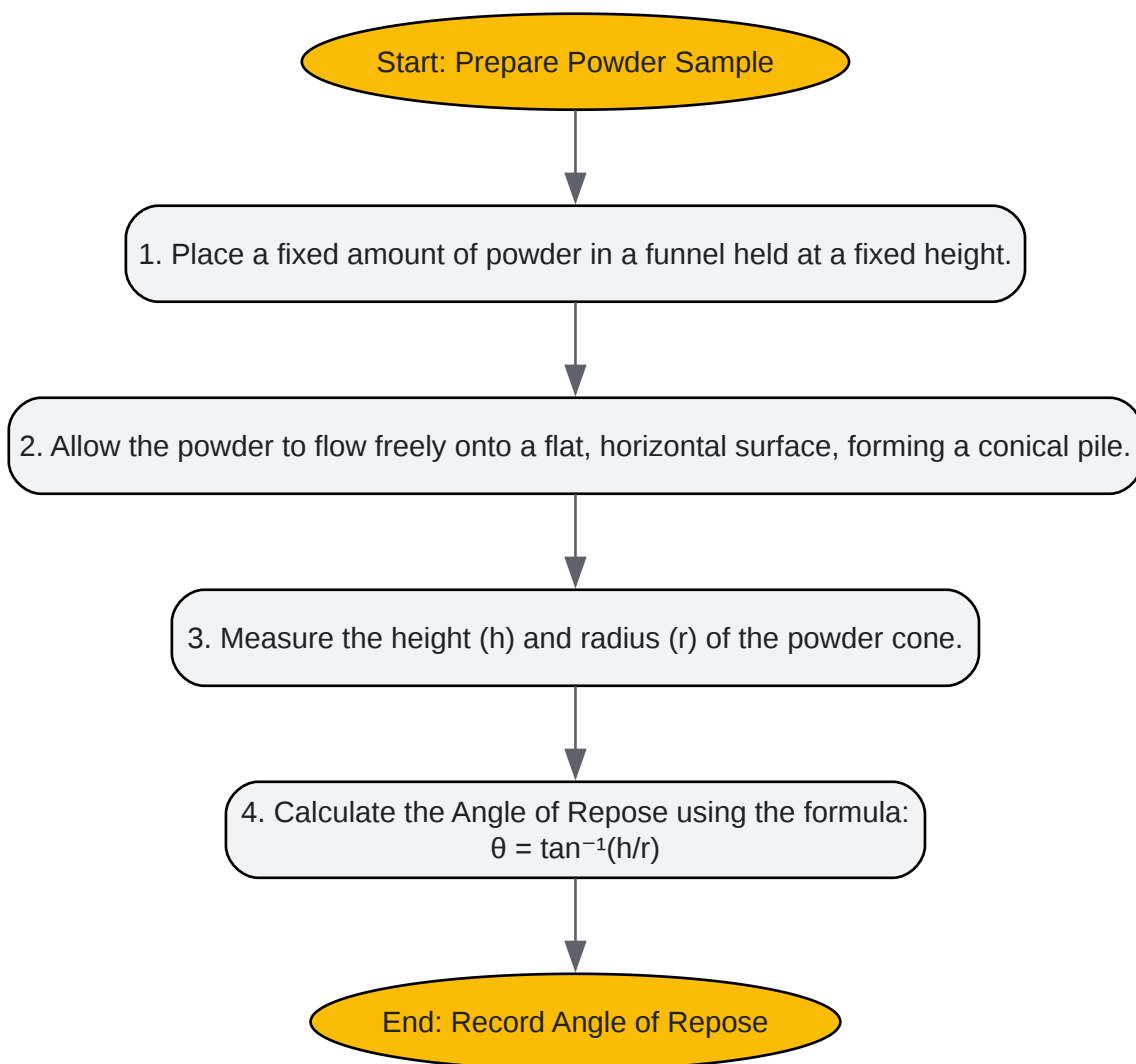 Start: Prepare Powder Sample
1. Place a fixed amount of powder in a funnel held at a fixed height.
2. Allow the powder to flow freely onto a flat, horizontal surface, forming a conical pile.
3. Measure the height (h) and radius (r) of the powder cone.
4. Calculate the Angle of Repose using the formula:
θ = tan⁻¹(h/r)
End: Record Angle of Repose